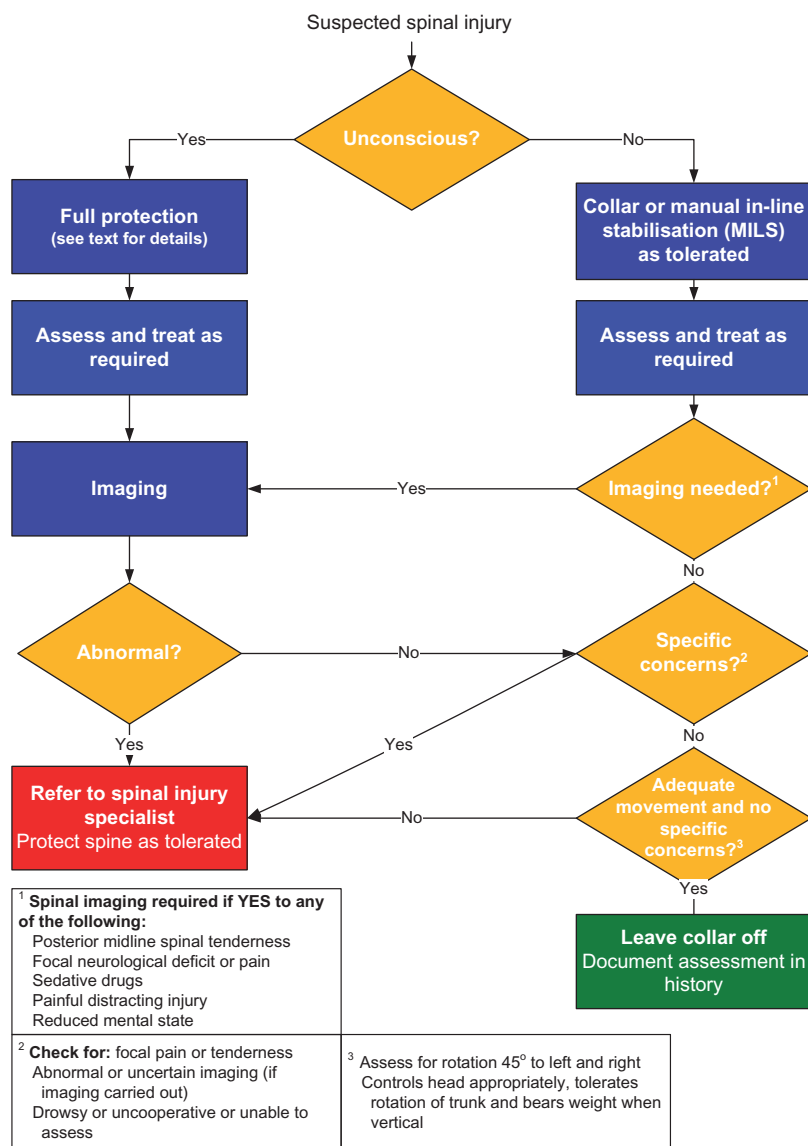 Suspected spinal injury
Unconscious?
Yes
No
Full protection
(see text for details)
Collar or manual in-line
stabilisation (MILS)
as tolerated
Assess and treat as
required
Assess and treat as
required
Imaging
Yes
Imaging needed?1
No
Abnormal?
No
Specific
concerns?2
Yes
Yes
No
Refer to spinal injury
specialist
Protect spine as tolerated
No
Adequate
movement and no
specific
concerns?3
Yes
Leave collar off
Document assessment in
history
1 Spinal imaging required if YES to any
of the following:
Posterior midline spinal tenderness
Focal neurological deficit or pain
Sedative drugs
Painful distracting injury
Reduced mental state
2 Check for: focal pain or tenderness
Abnormal or uncertain imaging (if
imaging carried out)
Drowsy or uncooperative or unable to
assess
3 Assess for rotation 45o to left and right
Controls head appropriately, tolerates
rotation of trunk and bears weight when
vertical